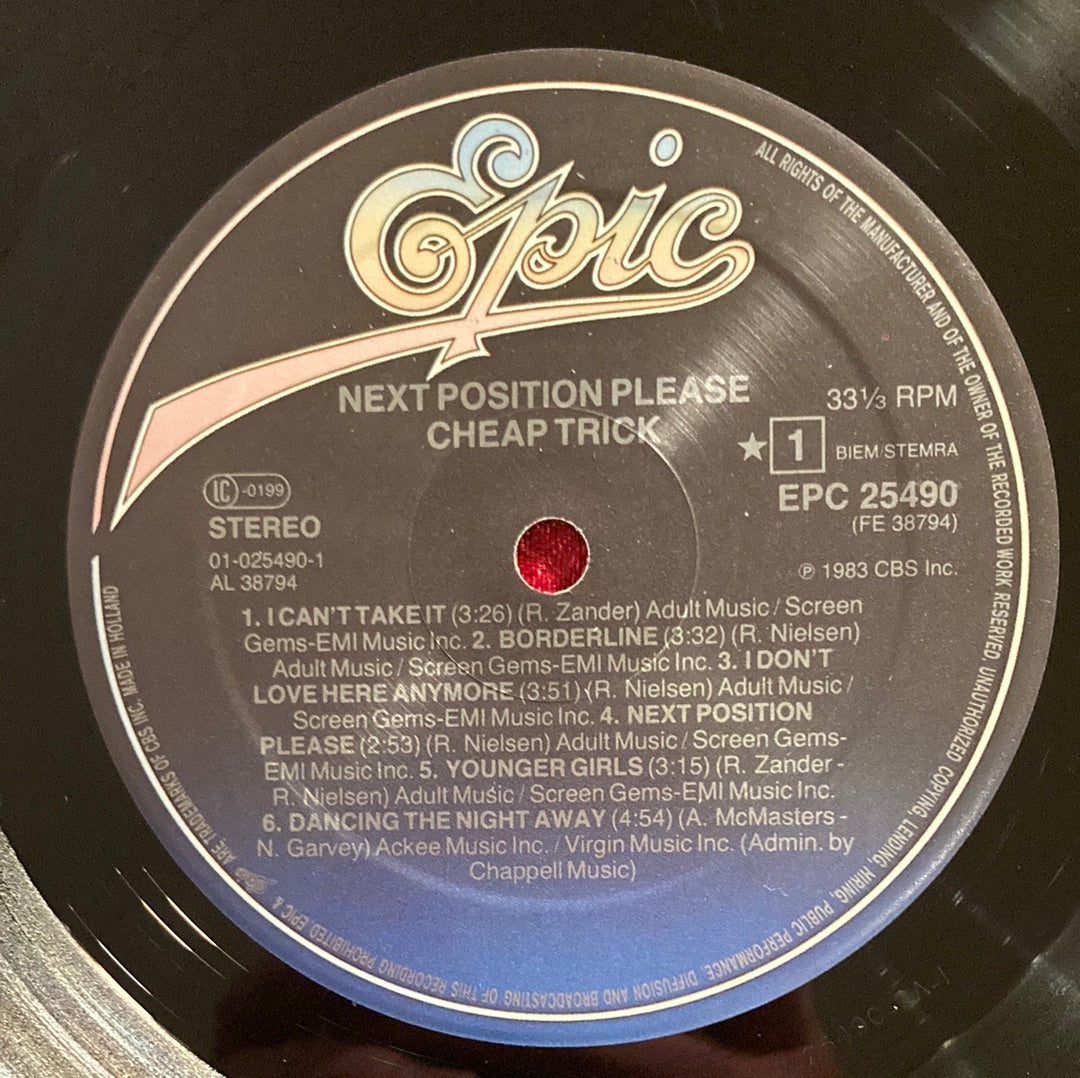 Epic
NEXT POSITION PLEASE
CHEAP TRICK
33⅓ RPM
★ 1 BIEM/STEMRA
EPC 25490
(FE 38794)
℗ 1983 CBS Inc.
LC -0199
STEREO
01-025490-1
AL 38794
1. I CAN'T TAKE IT (3:26) (R. Zander) Adult Music / Screen
Gems-EMI Music Inc. 2. BORDERLINE (3:32) (R. Nielsen)
Adult Music / Screen Gems-EMI Music Inc. 3. I DON'T
LOVE HERE ANYMORE (3:51) (R. Nielsen) Adult Music /
Screen Gems-EMI Music Inc. 4. NEXT POSITION
PLEASE (2:53) (R. Nielsen) Adult Music / Screen Gems-
EMI Music Inc. 5. YOUNGER GIRLS (3:15) (R. Zander -
R. Nielsen) Adult Music / Screen Gems-EMI Music Inc.
6. DANCING THE NIGHT AWAY (4:54) (A. McMasters -
N. Garvey) Ackee Music Inc. / Virgin Music Inc. (Admin. by
Chappell Music)
ALL RIGHTS OF THE MANUFACTURER AND OF THE OWNER OF THE RECORDED WORK RESERVED. UNAUTHORIZED COPYING, LENDING, HIRING, PUBLIC PERFORMANCE, DIFFUSION AND BROADCASTING OF THIS RECORDING PROHIBITED. EPIC & Epic ARE TRADEMARKS OF CBS INC. MADE IN HOLLAND